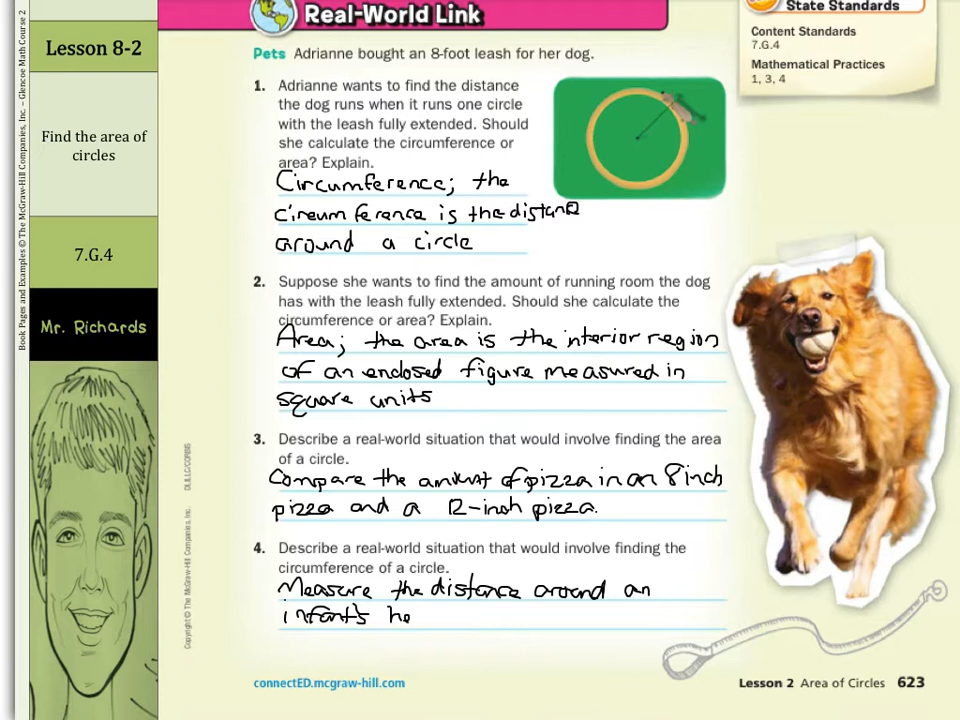 Book Pages and Examples © The McGraw-Hill Companies, Inc. – Glencoe Math Course 2
Lesson 8-2
Find the area of
circles
7.G.4
Mr. Richards
Real-World Link
State Standards
Content Standards
7.G.4
Mathematical Practices
1, 3, 4
Pets Adrianne bought an 8-foot leash for her dog.
1. Adrianne wants to find the distance
the dog runs when it runs one circle
with the leash fully extended. Should
she calculate the circumference or
area? Explain.
Circumference; the
circumference is the distance
around a circle
2. Suppose she wants to find the amount of running room the dog
has with the leash fully extended. Should she calculate the
circumference or area? Explain.
Area; the area is the interior region
of an enclosed figure measured in
square units
3. Describe a real-world situation that would involve finding the area
of a circle.
Compare the amount of pizza in an 8 inch
pizza and a 12-inch pizza.
4. Describe a real-world situation that would involve finding the
circumference of a circle.
Measure the distance around an
infant's he
Copyright © The McGraw-Hill Companies, Inc. DLILLC/CORBIS
connectED.mcgraw-hill.com
Lesson 2 Area of Circles 623